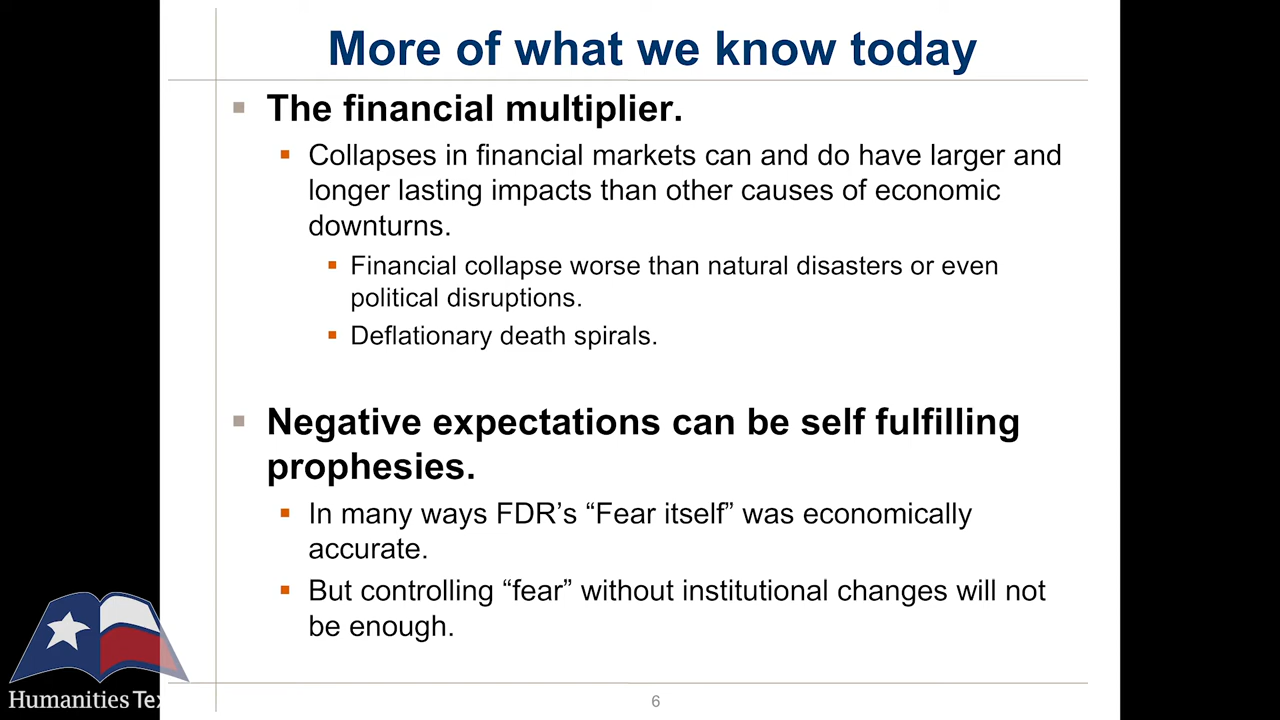 More of what we know today
The financial multiplier.
Collapses in financial markets can and do have larger and
longer lasting impacts than other causes of economic
downturns.
Financial collapse worse than natural disasters or even
political disruptions.
Deflationary death spirals.
Negative expectations can be self fulfilling
prophesies.
In many ways FDR’s “Fear itself” was economically
accurate.
But controlling “fear” without institutional changes will not
be enough.
Humanities Tex
6